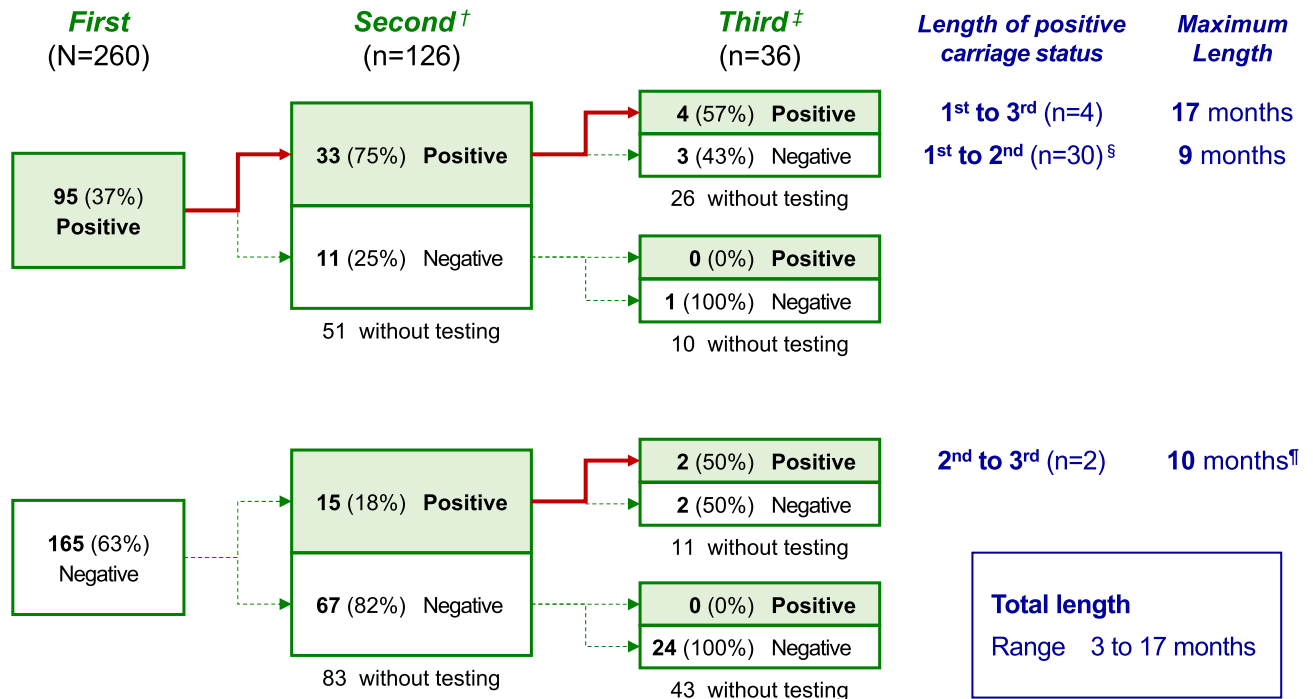 First Second† Third‡ Length of positive Maximum
(N=260) (n=126) (n=36) carriage status Length
4 (57%) Positive 1st to 3rd (n=4) 17 months
33 (75%) Positive 3 (43%) Negative 1st to 2nd (n=30)§ 9 months
95 (37%) 26 without testing
Positive
11 (25%) Negative 0 (0%) Positive
1 (100%) Negative
51 without testing 10 without testing
2 (50%) Positive 2nd to 3rd (n=2) 10 months¶
15 (18%) Positive 2 (50%) Negative
165 (63%) 11 without testing
Negative
67 (82%) Negative 0 (0%) Positive
24 (100%) Negative
83 without testing 43 without testing
Total length
Range 3 to 17 months